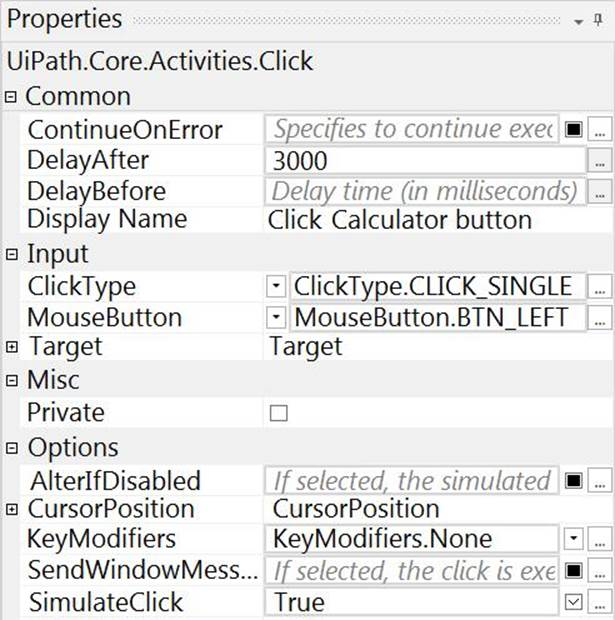 Properties
UiPath.Core.Activities.Click
Common
ContinueOnError Specifies to continue exec ...
DelayAfter 3000 ...
DelayBefore Delay time (in milliseconds) ...
Display Name Click Calculator button
Input
ClickType ClickType.CLICK_SINGLE ...
MouseButton MouseButton.BTN_LEFT ...
Target Target
Misc
Private
Options
AlterIfDisabled If selected, the simulated ...
CursorPosition CursorPosition
KeyModifiers KeyModifiers.None ...
SendWindowMess... If selected, the click is exe ...
SimulateClick True ...